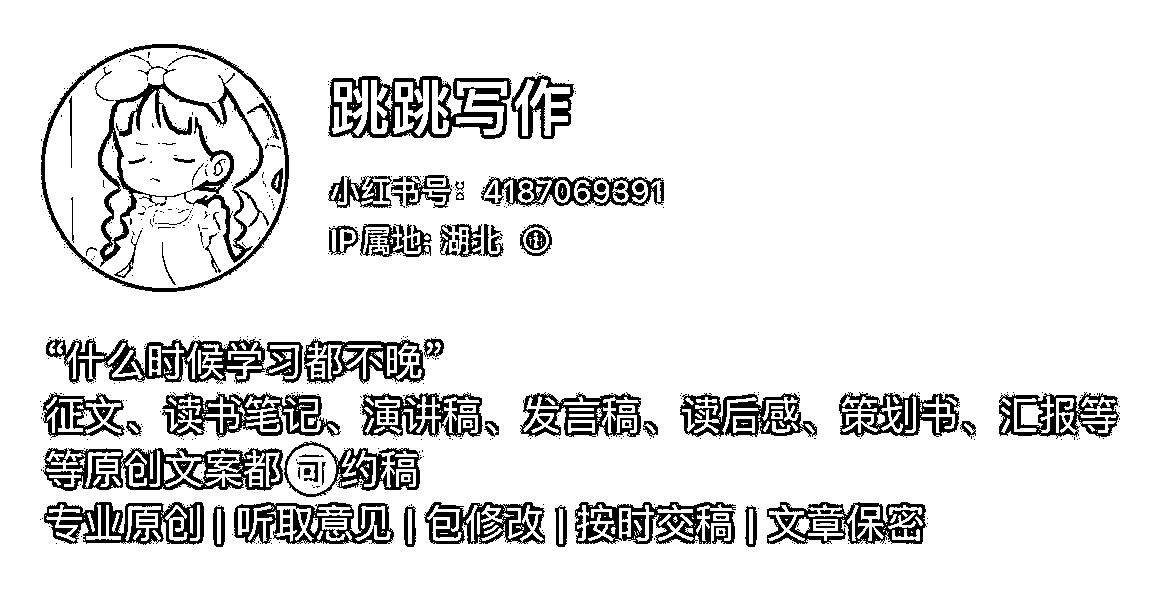 跳跳写作
小红书号：4187069391
IP属地：湖北
“什么时候学习都不晚”
征文、读书笔记、演讲稿、发言稿、读后感、策划书、汇报等
等原创文案都可约稿
专业原创 | 听取意见 | 包修改 | 按时交稿 | 文章保密